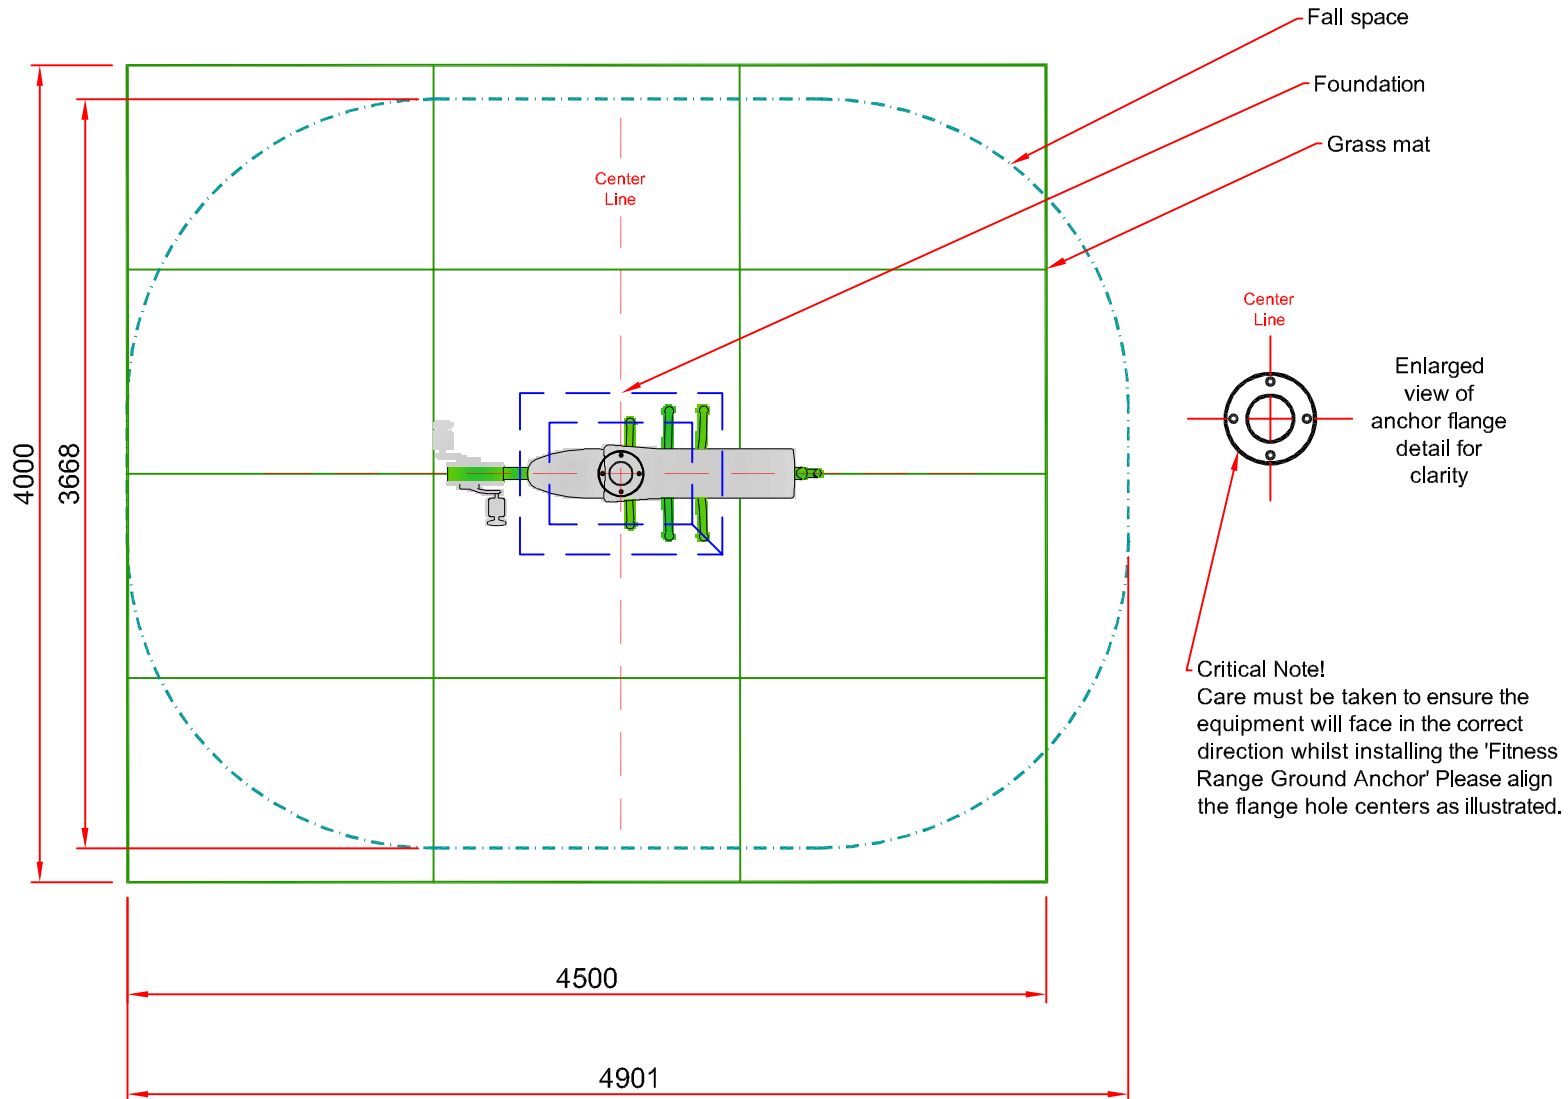 Fall space
Foundation
Grass mat
Center
Line
Center
Line
Enlarged
view of
anchor flange
detail for
clarity
4000
3668
Critical Note!
Care must be taken to ensure the
equipment will face in the correct
direction whilst installing the 'Fitness
Range Ground Anchor' Please align
the flange hole centers as illustrated.
4500
4901